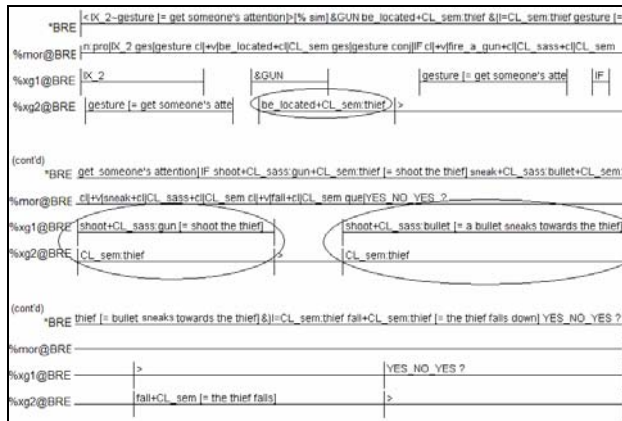 *BRE <IX_2~gesture [= get someone's attention]>[% sim] &GUN be_located+CL_sem:thief &(I=CL_sem:thief gesture [=
%mor@BRE n:pro|IX_2 ges|gesture cl|+v|be_located+cl|CL_sem ges|gesture conj|IF cl|+v|fire_a_gun+cl|CL_sass+cl|CL_sem
%xg1@BRE IX_2 &GUN gesture [= get someone's atte IF
%xg2@BRE gesture [= get someone's atte be_located+CL_sem:thief >
(cont'd)
*BRE get someone's attention] IF shoot+CL_sass:gun+CL_sem:thief [= shoot the thief] sneak+CL_sass:bullet+CL_sem:
%mor@BRE cl|+v|sneak+cl|CL_sass+cl|CL_sem cl|+v|fall+cl|CL_sem que|YES_NO_YES ?
%xg1@BRE shoot+CL_sass:gun [= shoot the thief] shoot+CL_sass:bullet [= a bullet sneaks towards the thief]
%xg2@BRE CL_sem:thief > CL_sem:thief
(cont'd)
*BRE thief [= bullet sneaks towards the thief] &)I=CL_sem:thief fall+CL_sem:thief [= the thief falls down] YES_NO_YES ?
%mor@BRE
%xg1@BRE > YES_NO_YES ?
%xg2@BRE fall+CL_sem [= the thief falls] >